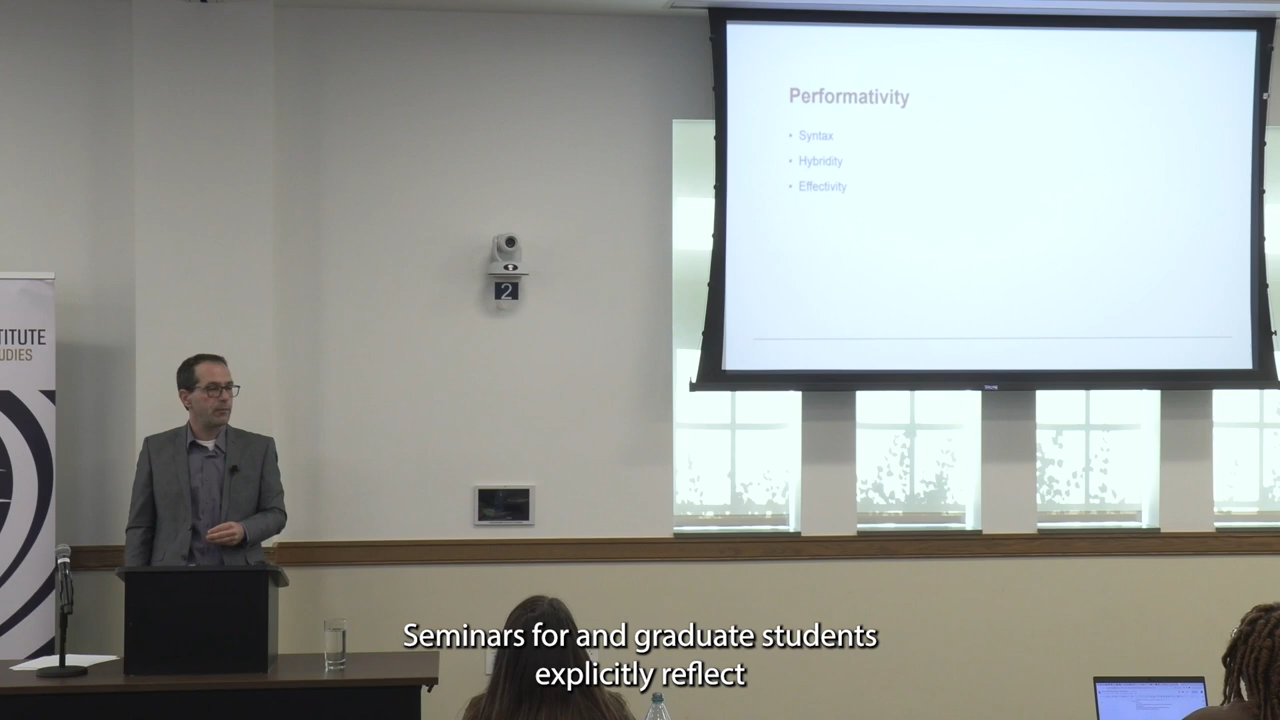 Performativity
• Syntax
• Hybridity
• Effectivity
2
TITUTE
UDIES
Seminars for and graduate students
explicitly reflect